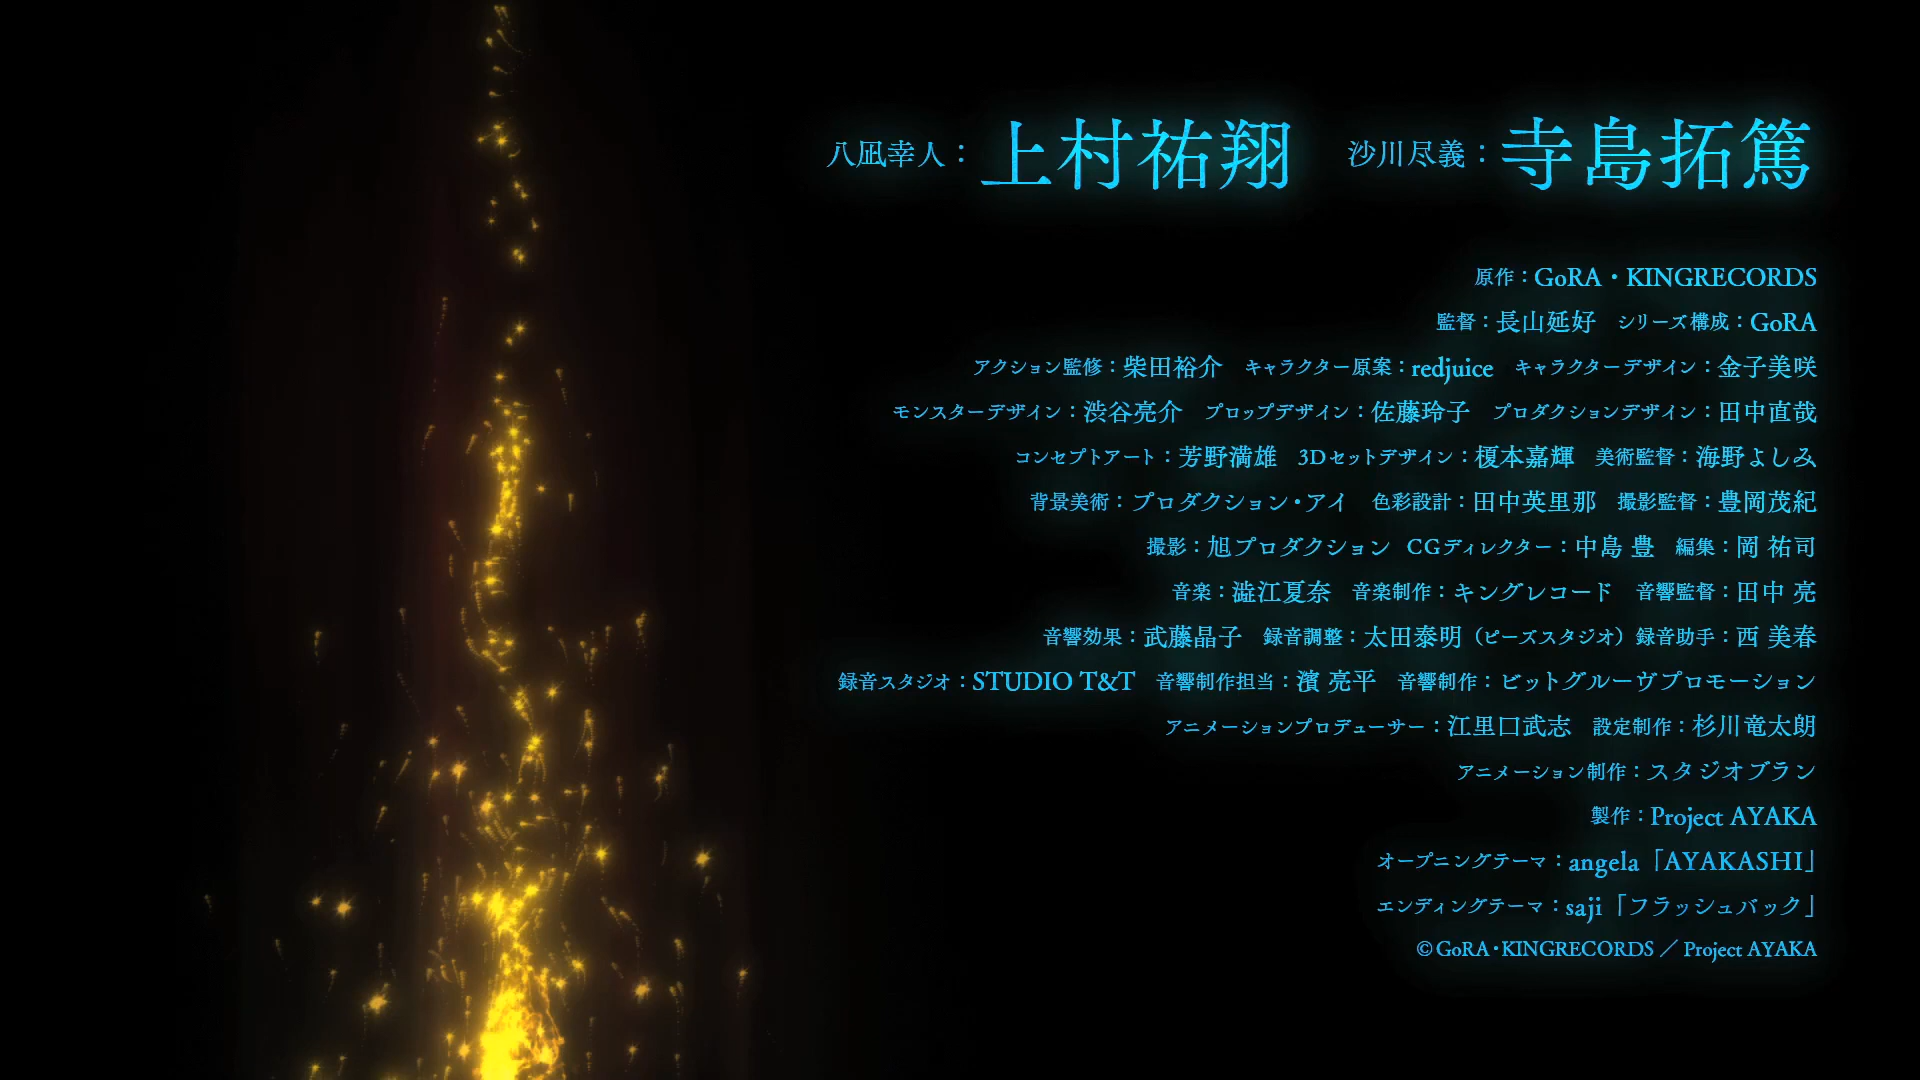 八凪幸人：上村祐翔　沙川尽義：寺島拓篤
原作：GoRA・KINGRECORDS
監督：長山延好　シリーズ構成：GoRA
アクション監修：柴田裕介　キャラクター原案：redjuice　キャラクターデザイン：金子美咲
モンスターデザイン：渋谷亮介　プロップデザイン：佐藤玲子　プロダクションデザイン：田中直哉
コンセプトアート：芳野満雄　3Dセットデザイン：榎本嘉輝　美術監督：海野よしみ
背景美術：プロダクション・アイ　色彩設計：田中英里那　撮影監督：豊岡茂紀
撮影：旭プロダクション　CGディレクター：中島 豊　編集：岡 祐司
音楽：澁江夏奈　音楽制作：キングレコード　音響監督：田中 亮
音響効果：武藤晶子　録音調整：太田泰明（ピーズスタジオ）録音助手：西 美春
録音スタジオ：STUDIO T&T　音響制作担当：濱 亮平　音響制作：ビットグルーヴプロモーション
アニメーションプロデューサー：江里口武志　設定制作：杉川竜太朗
アニメーション制作：スタジオブラン
製作：Project AYAKA
オープニングテーマ：angela「AYAKASHI」
エンディングテーマ：saji「フラッシュバック」
©GoRA・KINGRECORDS／Project AYAKA